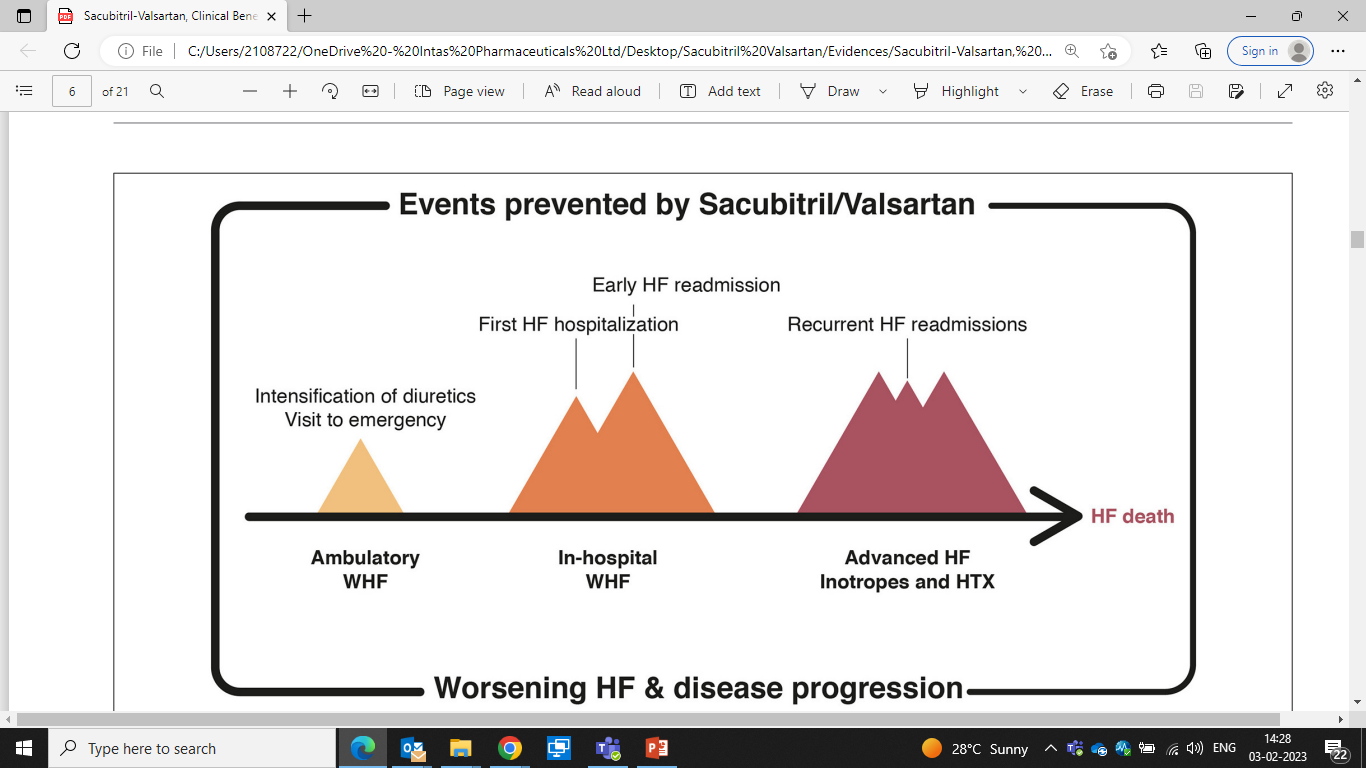 Sacubitril-Valsartan, Clinical Bene
File
C:/Users/2108722/OneDrive%20-%20Intas%20Pharmaceuticals%20Ltd/Desktop/Sacubitril%20Valsartan/Evidences/Sacubitril-Valsartan,%20...
Sign in
6 of 21
Page view
Read aloud
Add text
Draw
Highlight
Erase
Events prevented by Sacubitril/Valsartan
Early HF readmission
First HF hospitalization
Recurrent HF readmissions
Intensification of diuretics
Visit to emergency
HF death
Ambulatory
WHF
In-hospital
WHF
Advanced HF
Inotropes and HTX
Worsening HF & disease progression
Type here to search
28°C Sunny
ENG
14:28
03-02-2023
22